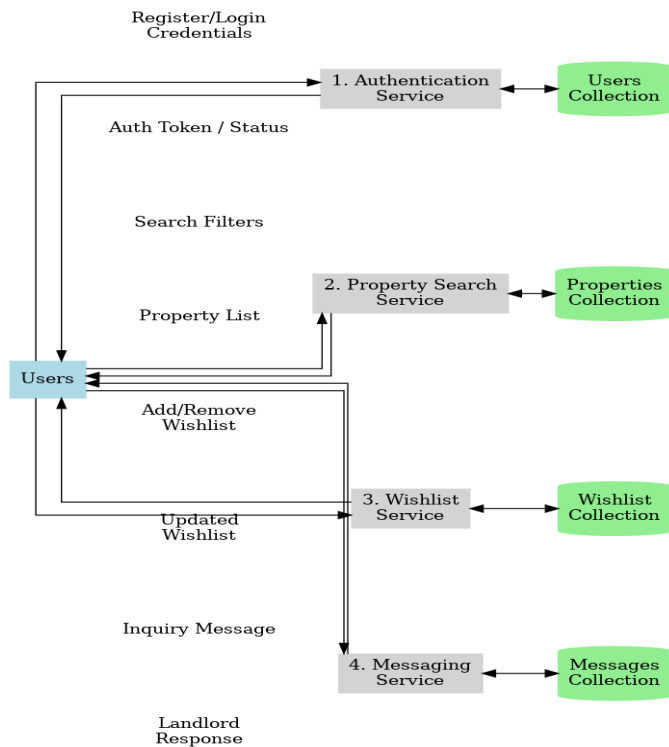 Register/Login
Credentials
1. Authentication
Service
Users
Collection
Auth Token / Status
Search Filters
2. Property Search
Service
Properties
Collection
Property List
Users
Add/Remove
Wishlist
3. Wishlist
Service
Wishlist
Collection
Updated
Wishlist
Inquiry Message
4. Messaging
Service
Messages
Collection
Landlord
Response